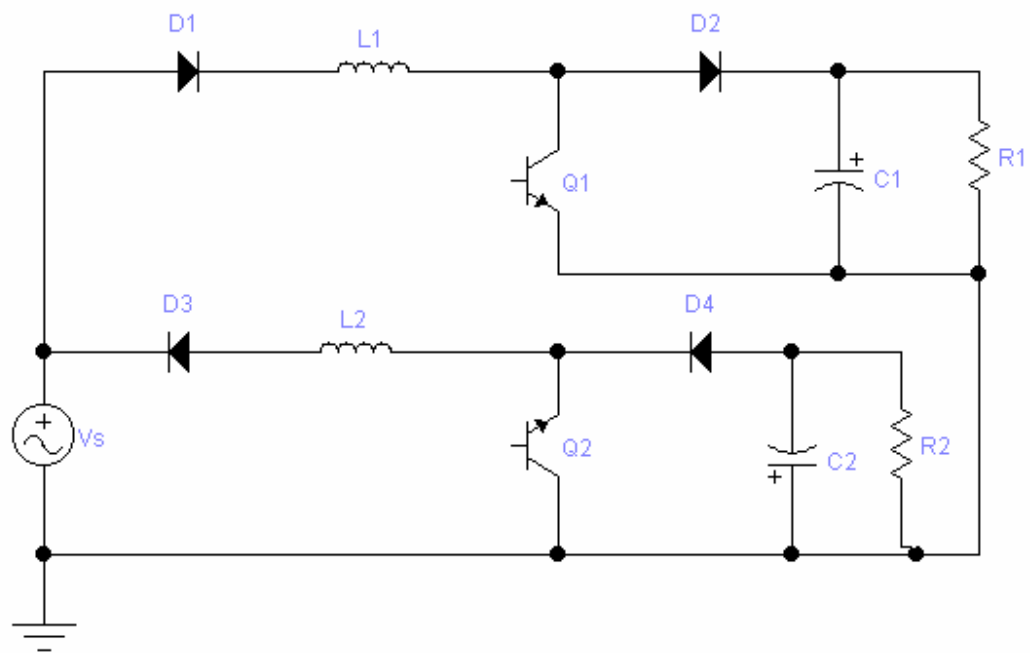 D1
L1
D2
Q1
+
C1
R1
D3
L2
D4
+
Vs
Q2
+
C2
R2